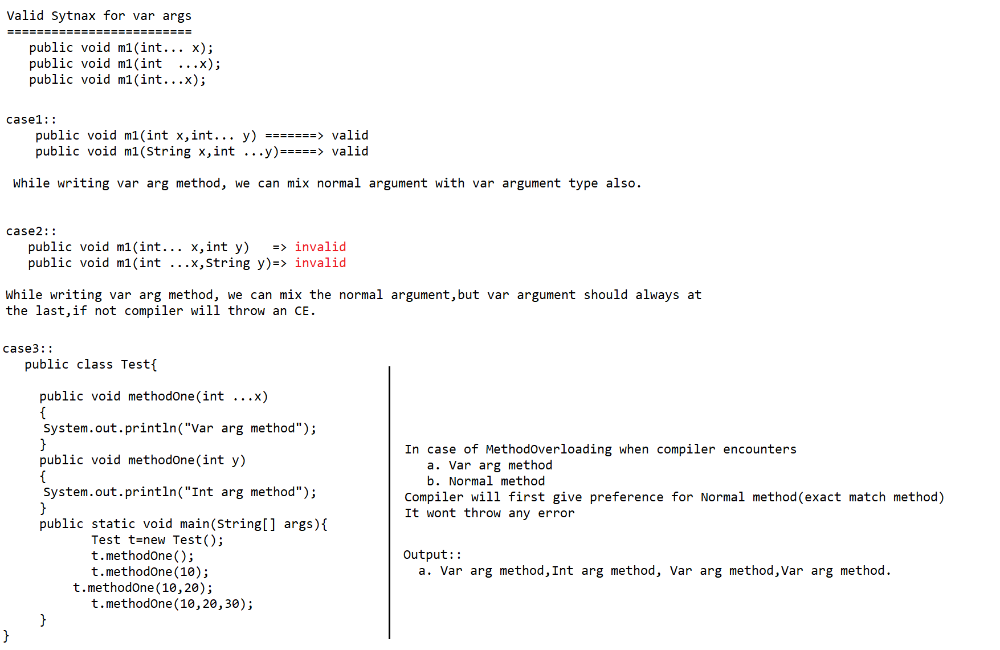 Valid Sytnax for var args
=========================
public void m1(int... x);
public void m1(int  ...x);
public void m1(int...x);
case1::
public void m1(int x,int... y) =======> valid
public void m1(String x,int ...y)=====> valid
While writing var arg method, we can mix normal argument with var argument type also.
case2::
public void m1(int... x,int y)   => invalid
public void m1(int ...x,String y)=> invalid
While writing var arg method, we can mix the normal argument,but var argument should always at
the last,if not compiler will throw an CE.
case3::
public class Test{
public void methodOne(int ...x)
{
System.out.println("Var arg method");
}
public void methodOne(int y)
{
System.out.println("Int arg method");
}
public static void main(String[] args){
Test t=new Test();
t.methodOne();
t.methodOne(10);
t.methodOne(10,20);
t.methodOne(10,20,30);
}
}
In case of MethodOverloading when compiler encounters
a. Var arg method
b. Normal method
Compiler will first give preference for Normal method(exact match method)
It wont throw any error
Output::
a. Var arg method,Int arg method, Var arg method,Var arg method.